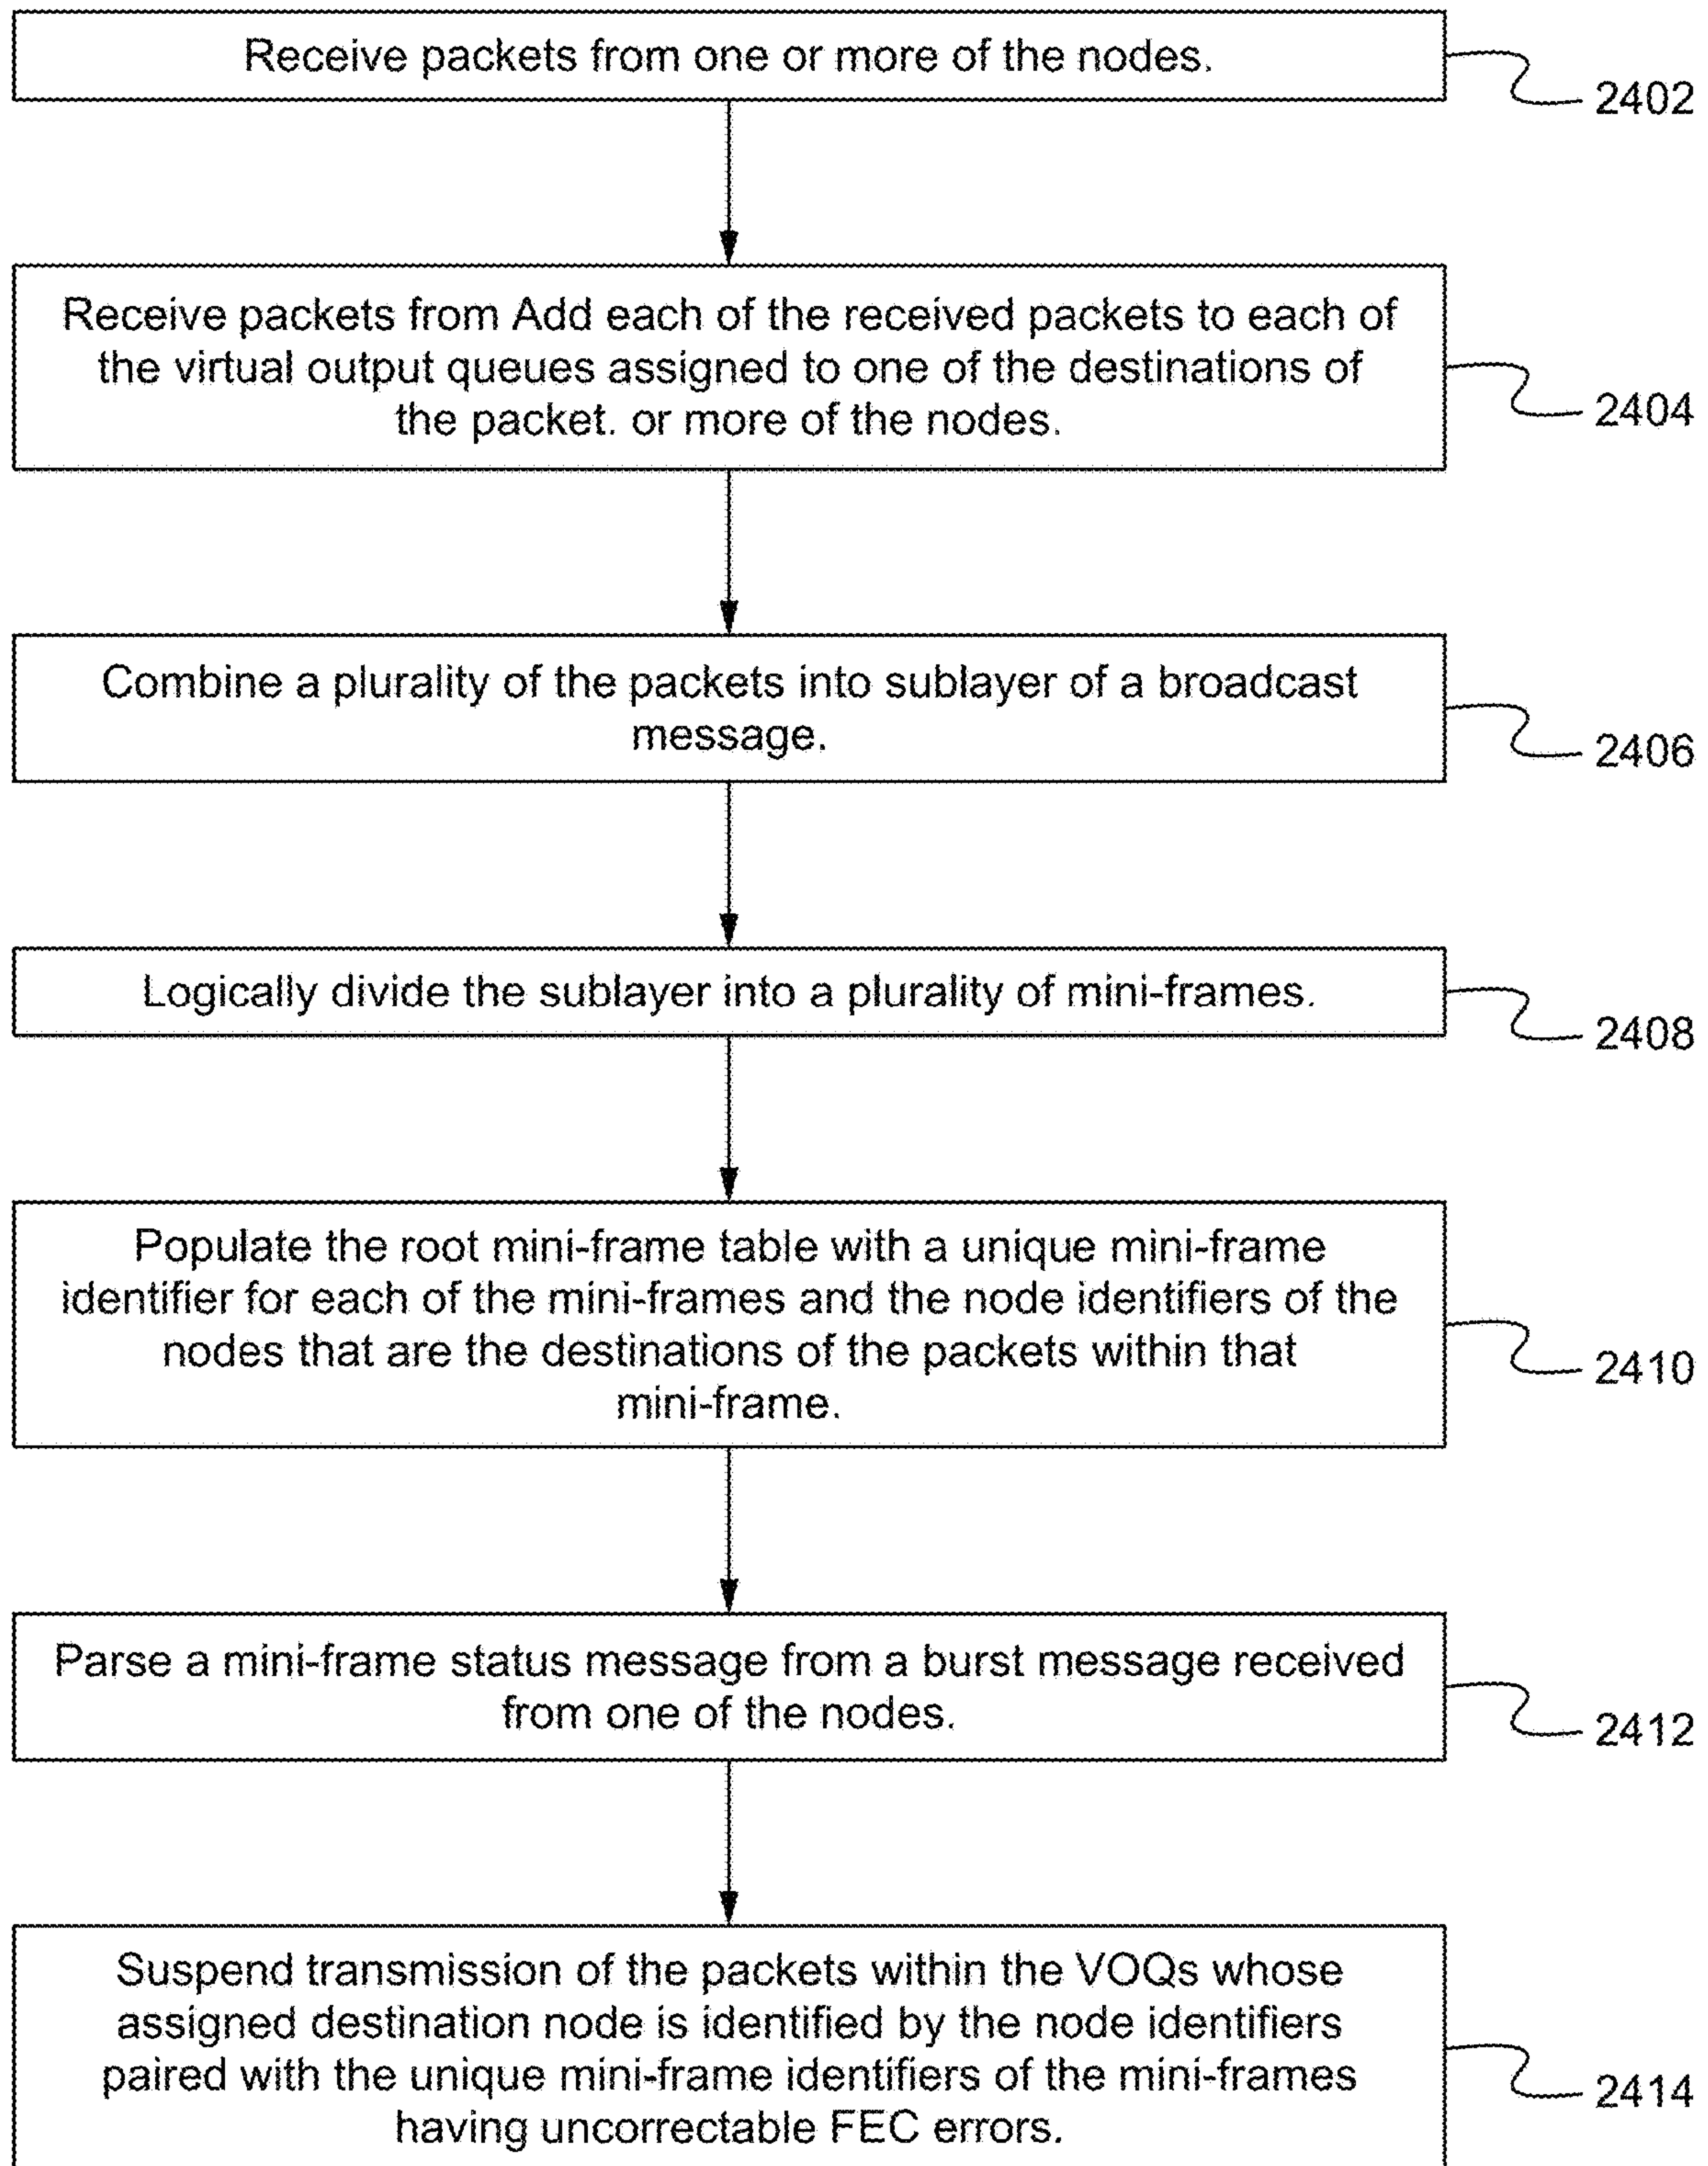 Receive packets from one or more of the nodes.
2402
Receive packets from Add each of the received packets to each of
the virtual output queues assigned to one of the destinations of
the packet. or more of the nodes.
2404
Combine a plurality of the packets into sublayer of a broadcast
message.
2406
Logically divide the sublayer into a plurality of mini-frames.
2408
Populate the root mini-frame table with a unique mini-frame
identifier for each of the mini-frames and the node identifiers of the
nodes that are the destinations of the packets within that
mini-frame.
2410
Parse a mini-frame status message from a burst message received
from one of the nodes.
2412
Suspend transmission of the packets within the VOQs whose
assigned destination node is identified by the node identifiers
paired with the unique mini-frame identifiers of the mini-frames
having uncorrectable FEC errors.
2414